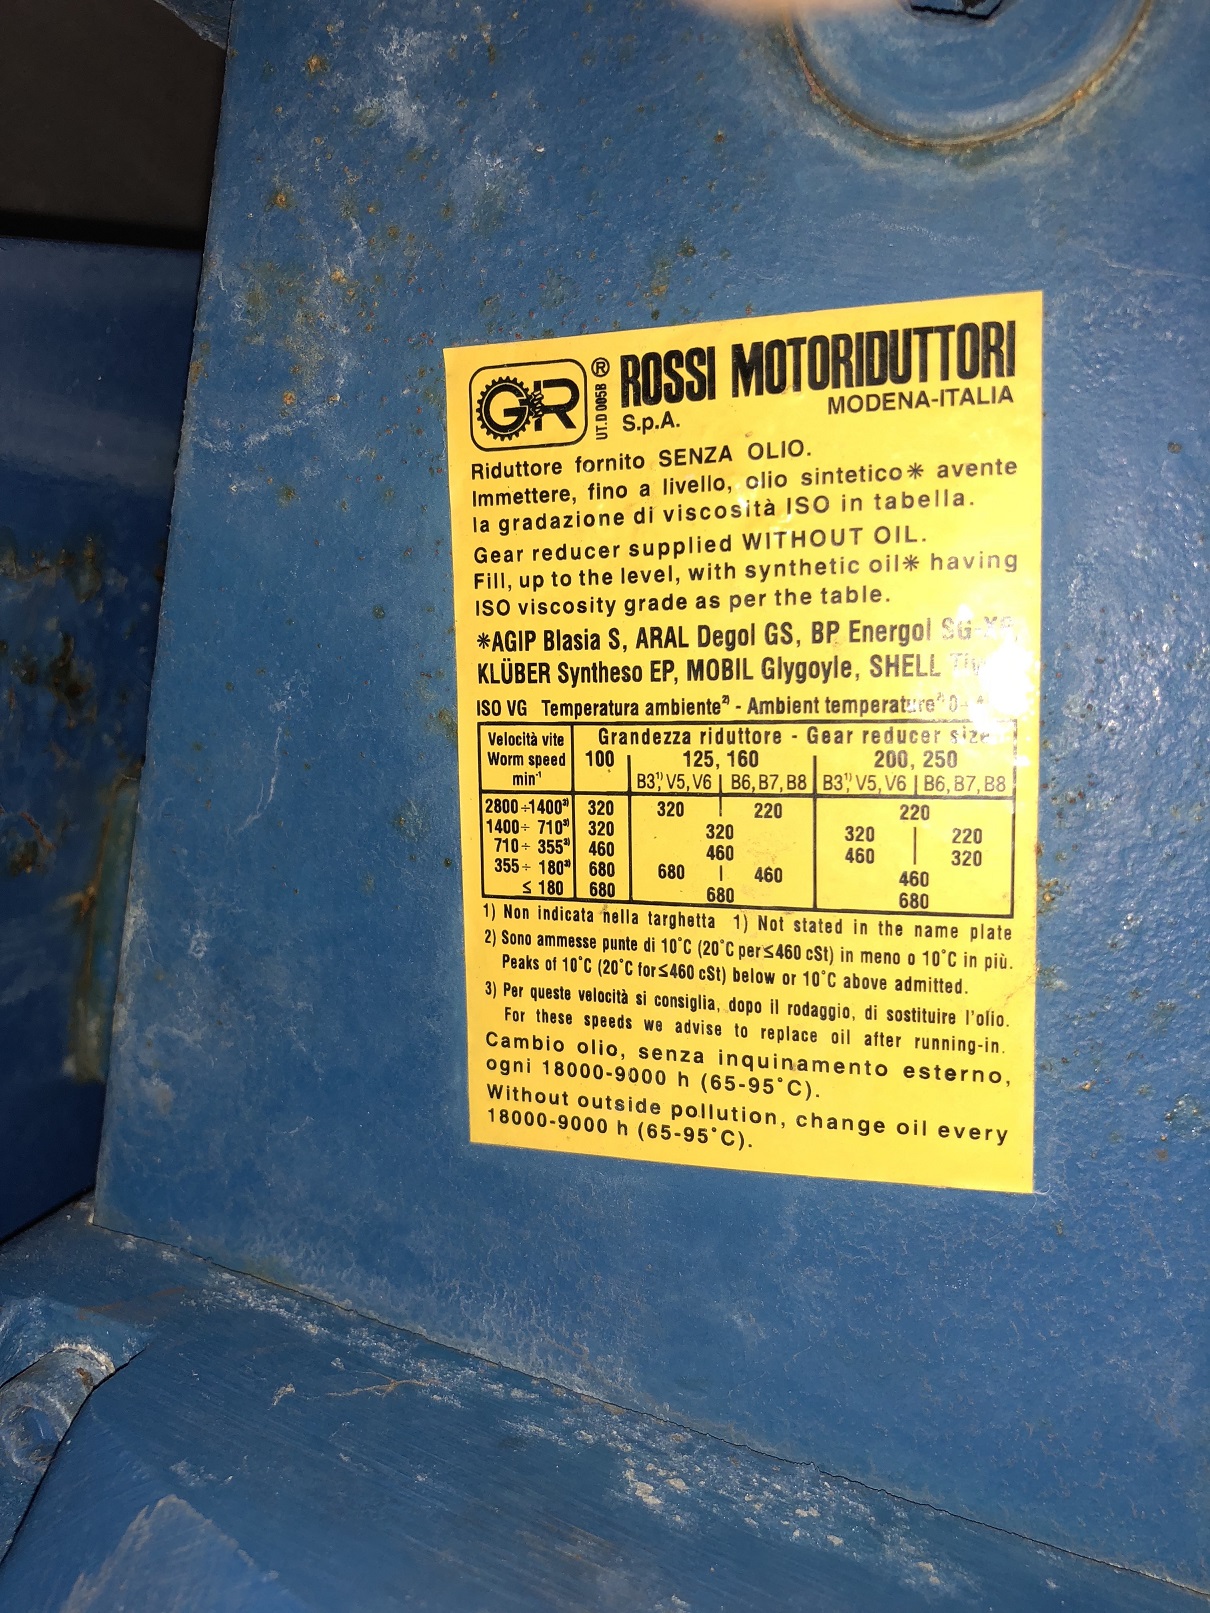 GR ® UT.D 005B
ROSSI MOTORIDUTTORI
S.p.A. MODENA-ITALIA
Riduttore fornito SENZA OLIO.
Immettere, fino a livello, olio sintetico* avente
la gradazione di viscosità ISO in tabella.
Gear reducer supplied WITHOUT OIL.
Fill, up to the level, with synthetic oil* having
ISO viscosity grade as per the table.
*AGIP Blasia S, ARAL Degol GS, BP Energol
KLÜBER Syntheso EP, MOBIL Glygoyle, SHELL
ISO VG Temperatura ambiente²⁾ - Ambient temperature²⁾
Velocità vite Grandezza riduttore - Gear reducer size
Worm speed 100 125, 160 200, 250
min⁻¹ B3¹⁾, V5, V6 B6, B7, B8 B3¹⁾, V5, V6 B6, B7, B8
2800÷1400³⁾ 320 320 220 220
1400÷ 710³⁾ 320 320 320 220
710÷ 355³⁾ 460 460 460 320
355÷ 180³⁾ 680 680 460 460
≤ 180 680 680 680
1) Non indicata nella targhetta 1) Not stated in the name plate
2) Sono ammesse punte di 10°C (20°C per≤460 cSt) in meno o 10°C in più.
Peaks of 10°C (20°C for≤460 cSt) below or 10°C above admitted.
3) Per queste velocità si consiglia, dopo il rodaggio, di sostituire l'olio.
For these speeds we advise to replace oil after running-in.
Cambio olio, senza inquinamento esterno,
ogni 18000-9000 h (65-95°C).
Without outside pollution, change oil every
18000-9000 h (65-95°C).